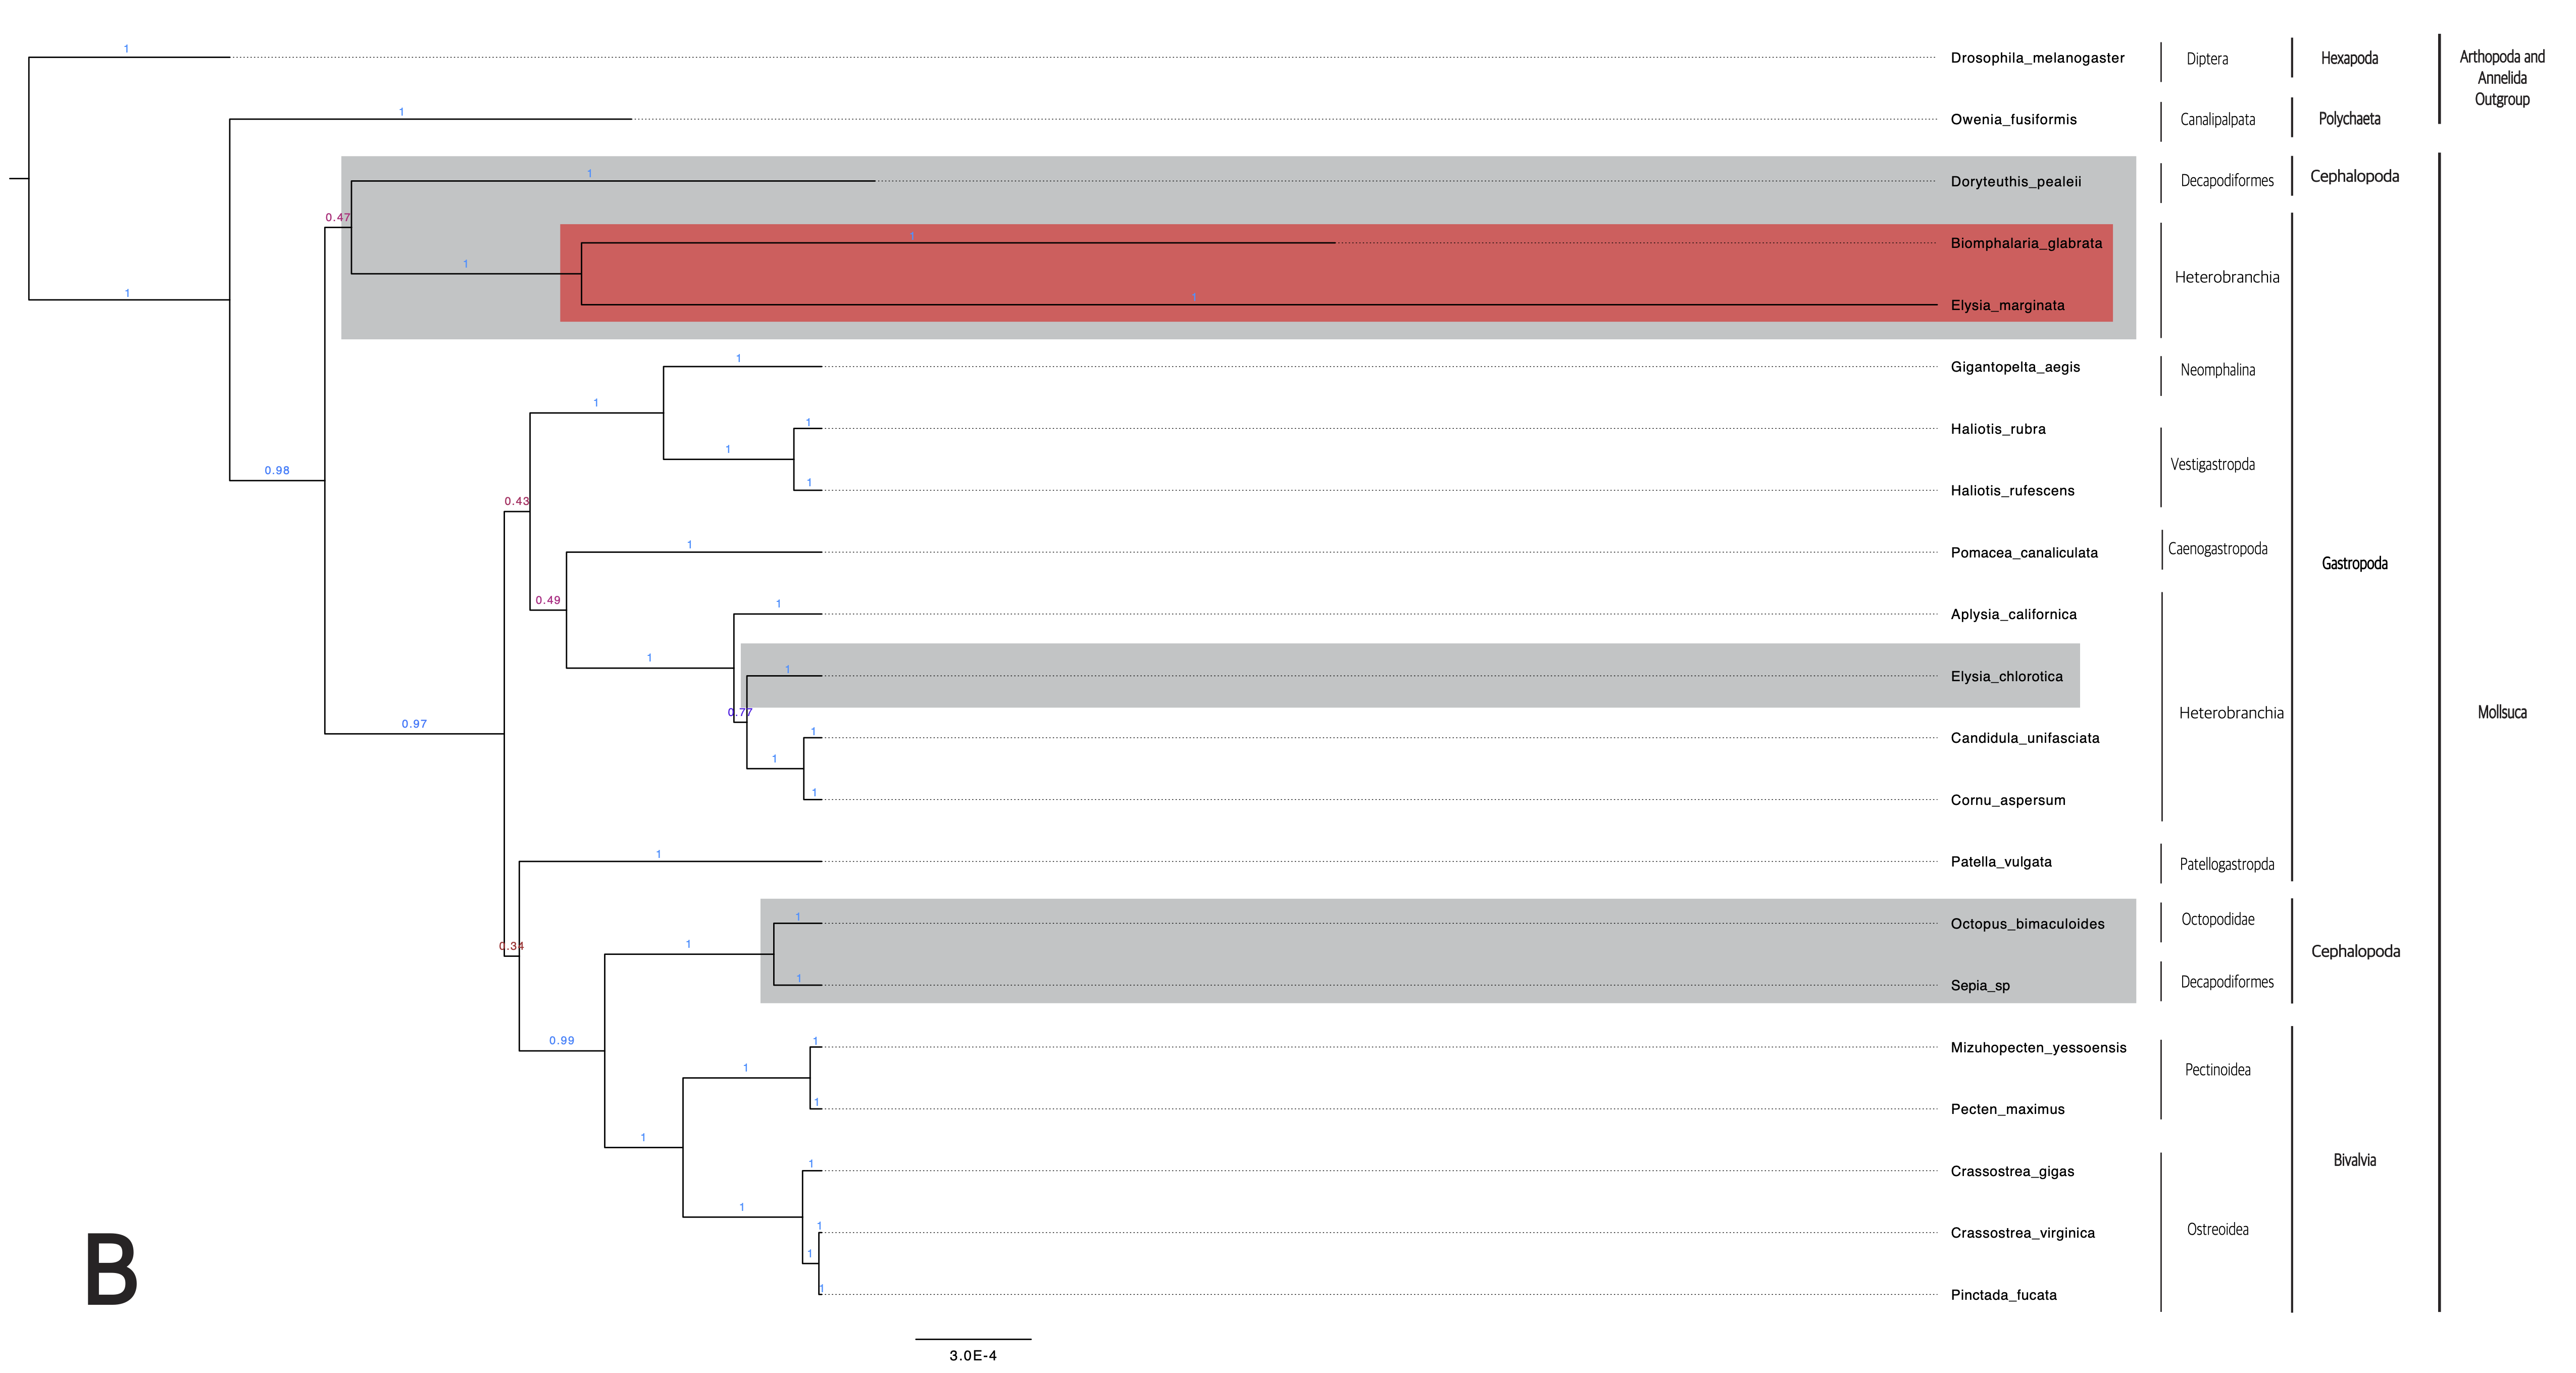 1
Drosophila_melanogaster
Diptera
Hexapoda
Arthopoda and
Annelida
Outgroup
1
Owenia_fusiformis
Canalipalpata
Polychaeta
1
Doryteuthis_pealeii
Decapodiformes
Cephalopoda
0.47
1
Biomphalaria_glabrata
1
Heterobranchia
1
1
Elysia_marginata
1
Gigantopelta_aegis
Neomphalina
1
1
Haliotis_rubra
1
Vestigastropda
0.98
1
Haliotis_rufescens
0.43
1
Pomacea_canaliculata
Caenogastropoda
Gastropoda
0.49
1
Aplysia_californica
1
1
Elysia_chlorotica
0.77
Heterobranchia
Mollsuca
0.97
1
Candidula_unifasciata
1
1
Cornu_aspersum
1
Patella_vulgata
Patellogastropda
1
Octopus_bimaculoides
Octopodidae
0.34
1
Cephalopoda
1
Sepia_sp
Decapodiformes
0.99
1
Mizuhopecten_yessoensis
1
Pectinoidea
1
Pecten_maximus
1
Bivalvia
1
Crassostrea_gigas
1
1
Crassostrea_virginica
Ostreoidea
1
1
Pinctada_fucata
B
3.0E-4